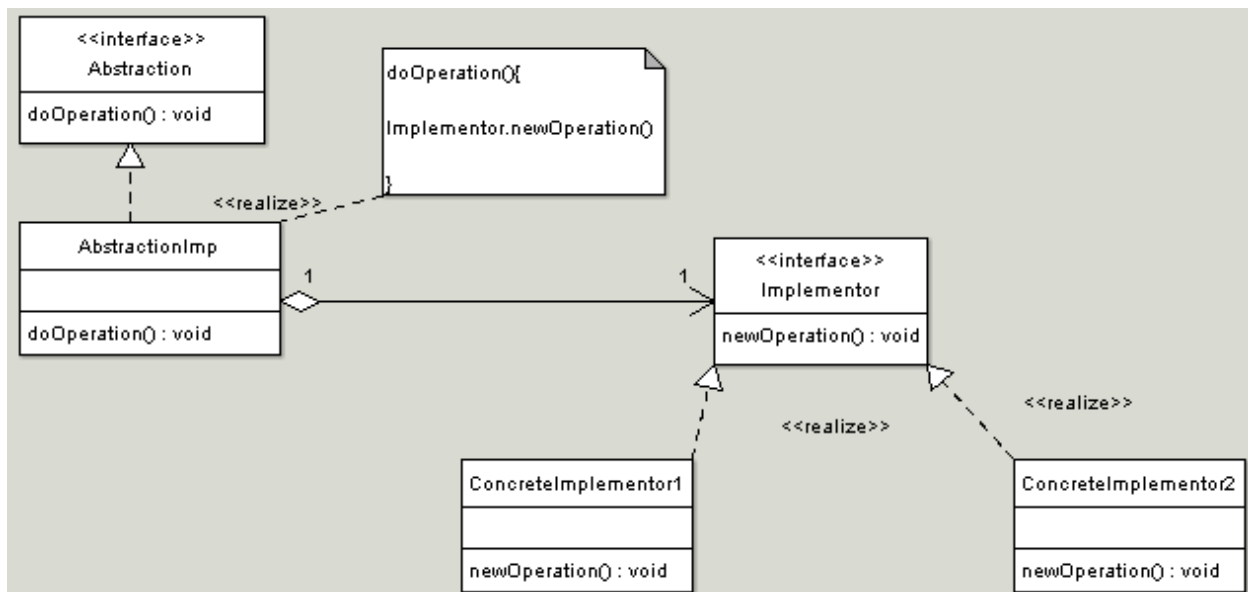 <<interface>>
Abstraction
doOperation() : void
doOperation(){
Implementor.newOperation()
}
<<realize>>
AbstractionImp
doOperation() : void
1
1
<<interface>>
Implementor
newOperation() : void
<<realize>>
<<realize>>
ConcreteImplementor1
newOperation() : void
ConcreteImplementor2
newOperation() : void